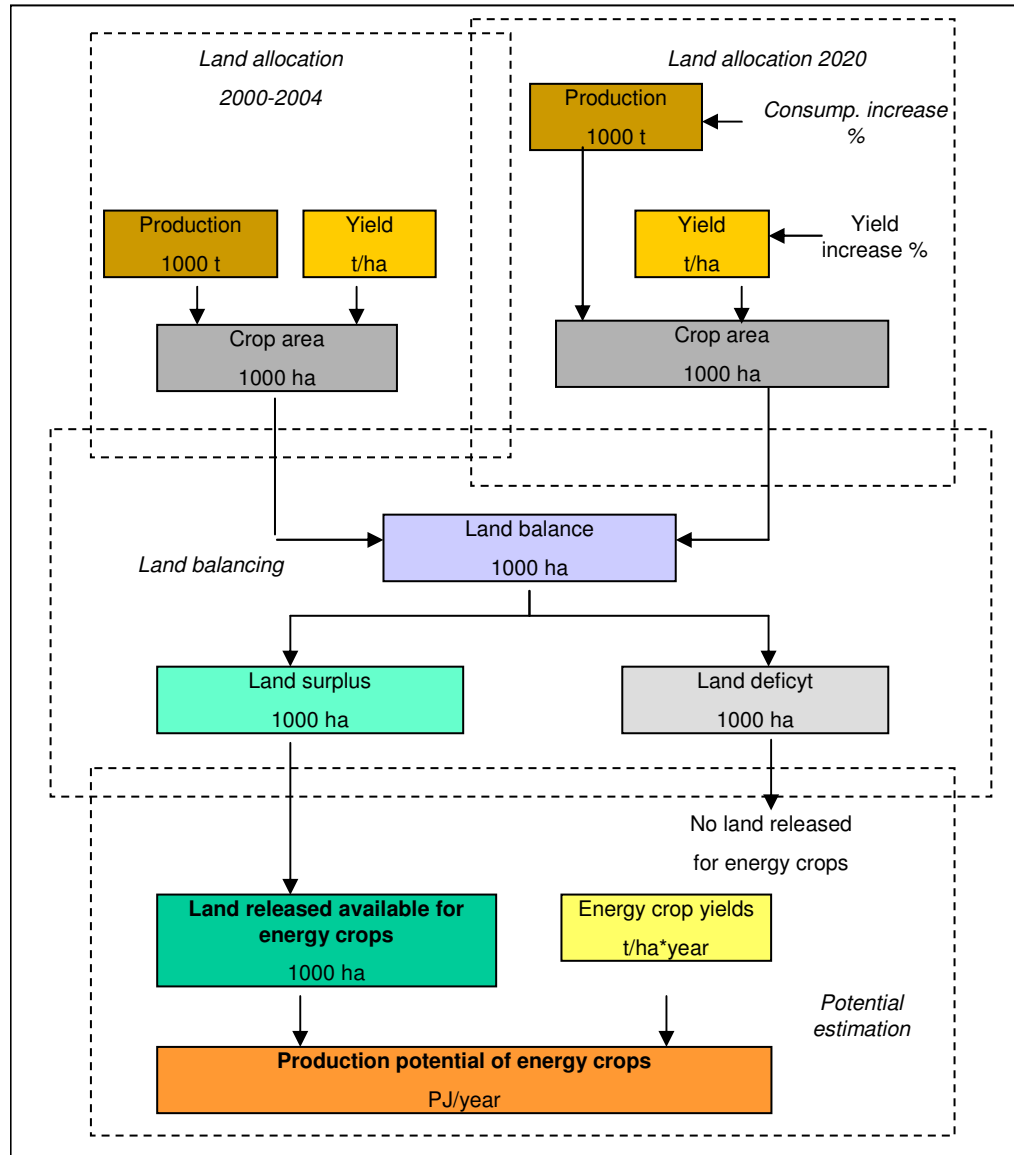 Land allocation
2000-2004
Land allocation 2020
Production
1000 t
Consump. increase
%
Production
1000 t
Yield
t/ha
Yield
t/ha
Yield
increase %
Crop area
1000 ha
Crop area
1000 ha
Land balance
1000 ha
Land balancing
Land surplus
1000 ha
Land deficyt
1000 ha
No land released
for energy crops
Land released available for
energy crops
1000 ha
Energy crop yields
t/ha*year
Potential
estimation
Production potential of energy crops
PJ/year